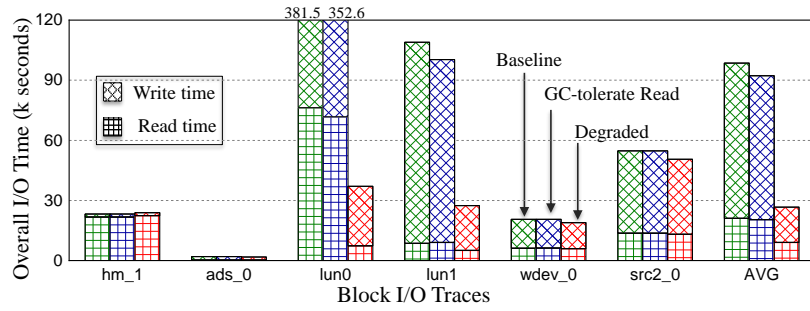 381.5 352.6
120
90
60
30
0
Overall I/O Time (k seconds)
Write time
Read time
Baseline
GC-tolerate Read
Degraded
hm_1 ads_0 lun0 lun1 wdev_0 src2_0 AVG
Block I/O Traces